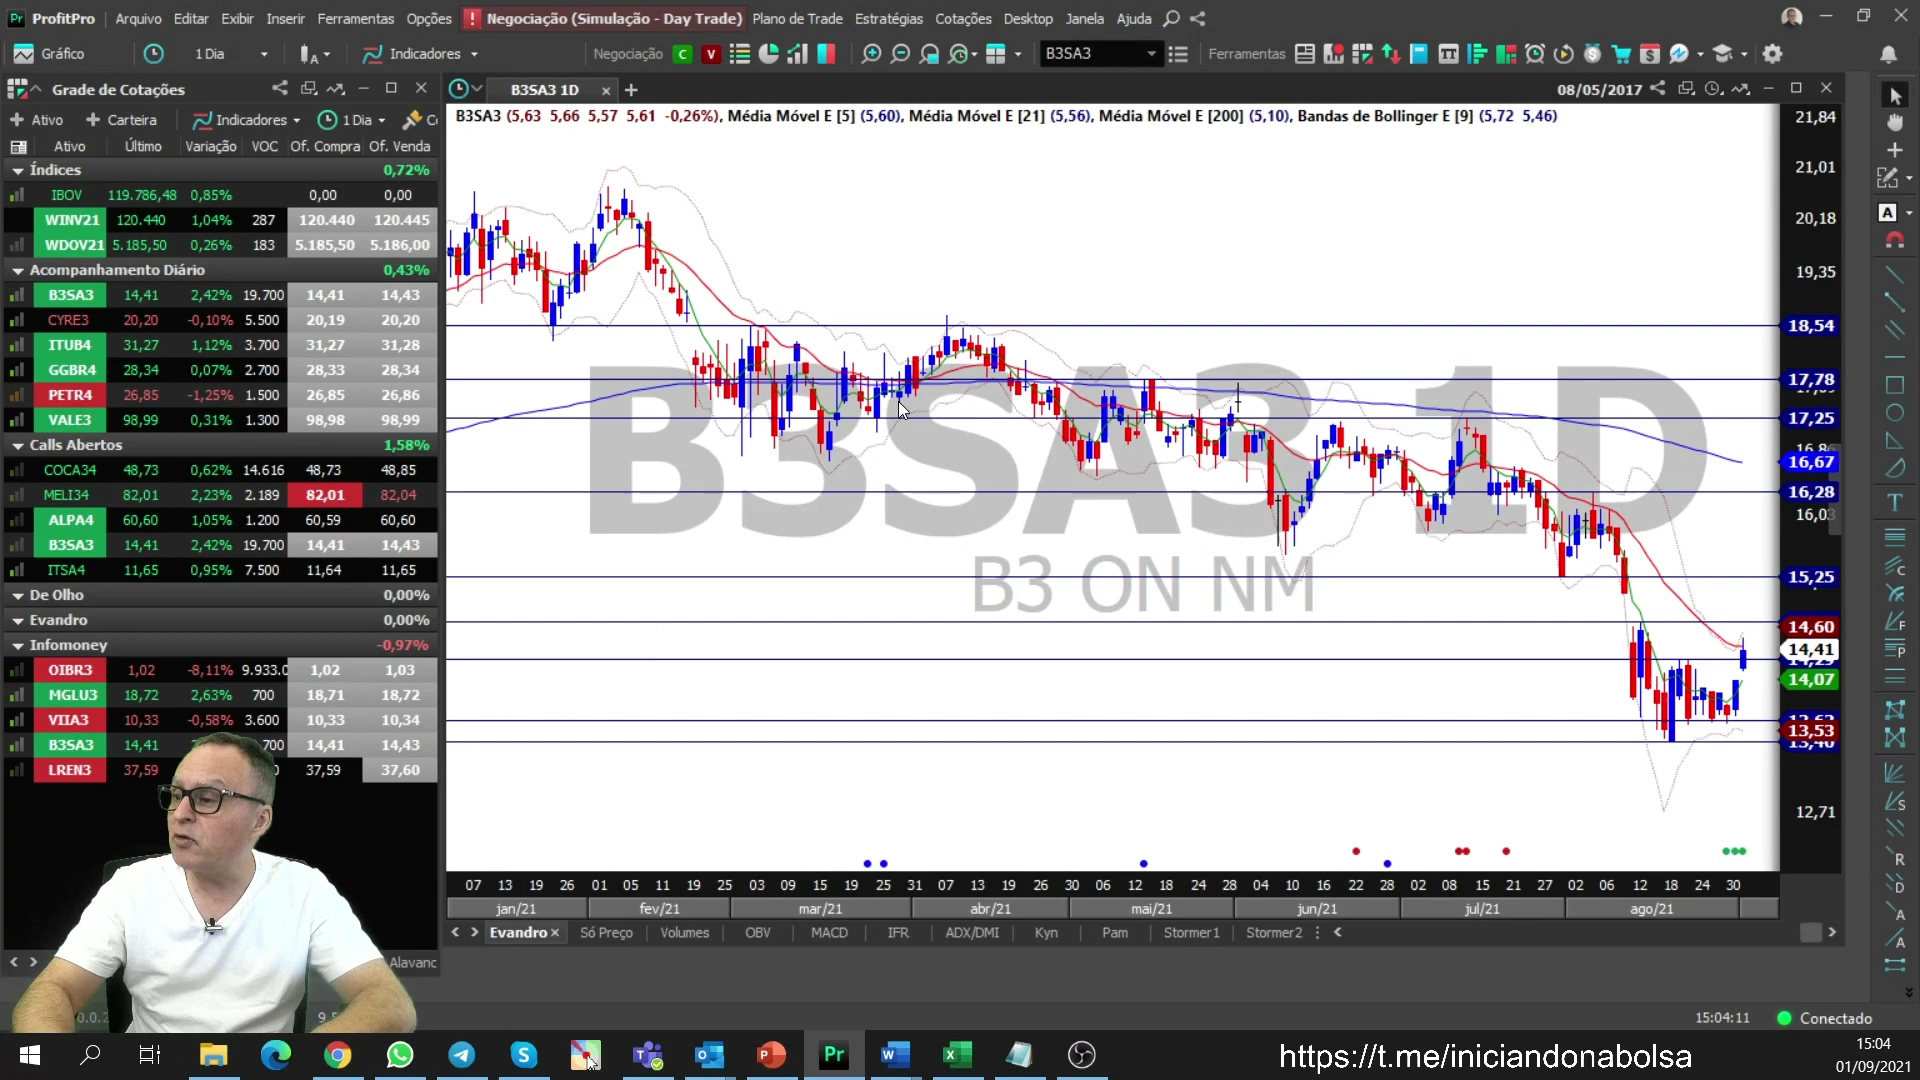 ProfitPro Arquivo Editar Exibir Inserir Ferramentas Opções ! Negociação (Simulação - Day Trade) Plano de Trade Estratégias Cotações Desktop Janela Ajuda
Gráfico 1 Dia Indicadores Negociação C V B3SA3 Ferramentas
Grade de Cotações
B3SA3 1D
08/05/2017
Ativo Carteira Indicadores 1 Dia
B3SA3 (5,63 5,66 5,57 5,61 -0,26%), Média Móvel E [5] (5,60), Média Móvel E [21] (5,56), Média Móvel E [200] (5,10), Bandas de Bollinger E [9] (5,72 5,46)
Ativo Último Variação VOC Of. Compra Of. Venda
Índices 0,72%
IBOV 119.786,48 0,85% 0,00 0,00
WINV21 120.440 1,04% 287 120.440 120.445
WDOV21 5.185,50 0,26% 183 5.185,50 5.186,00
Acompanhamento Diário 0,43%
B3SA3 14,41 2,42% 19.700 14,41 14,43
CYRE3 20,20 -0,10% 5.500 20,19 20,20
ITUB4 31,27 1,12% 3.700 31,27 31,28
GGBR4 28,34 0,07% 2.700 28,33 28,34
PETR4 26,85 -1,25% 1.500 26,85 26,86
VALE3 98,99 0,31% 1.300 98,98 98,99
Calls Abertos 1,58%
COCA34 48,73 0,62% 14.616 48,73 48,85
MELI34 82,01 2,23% 2.189 82,01 82,04
ALPA4 60,60 1,05% 1.200 60,59 60,60
B3SA3 14,41 2,42% 19.700 14,41 14,43
ITSA4 11,65 0,95% 7.500 11,64 11,65
De Olho 0,00%
Evandro 0,00%
Infomoney -0,97%
OIBR3 1,02 -8,11% 9.933.0 1,02 1,03
MGLU3 18,72 2,63% 700 18,71 18,72
VIIA3 10,33 -0,58% 3.600 10,33 10,34
B3SA3 14,41 700 14,41 14,43
LREN3 37,59 37,59 37,60
Alavanc
B3SA3 1D
B3 ON NM
21,84
21,01
20,18
19,35
18,54
17,78
17,25
16,67
16,28
16,03
15,25
14,60
14,41
14,07
13,53
12,71
07 13 19 26 01 05 11 19 25 03 09 15 19 25 31 07 13 19 26 30 06 12 18 24 28 04 10 16 22 28 02 08 15 21 27 02 06 12 18 24 30
jan/21 fev/21 mar/21 abr/21 mai/21 jun/21 jul/21 ago/21
Evandro Só Preço Volumes OBV MACD IFR ADX/DMI Kyn Pam Stormer1 Stormer2
15:04:11 Conectado
https://t.me/iniciandonabolsa
15:04
01/09/2021